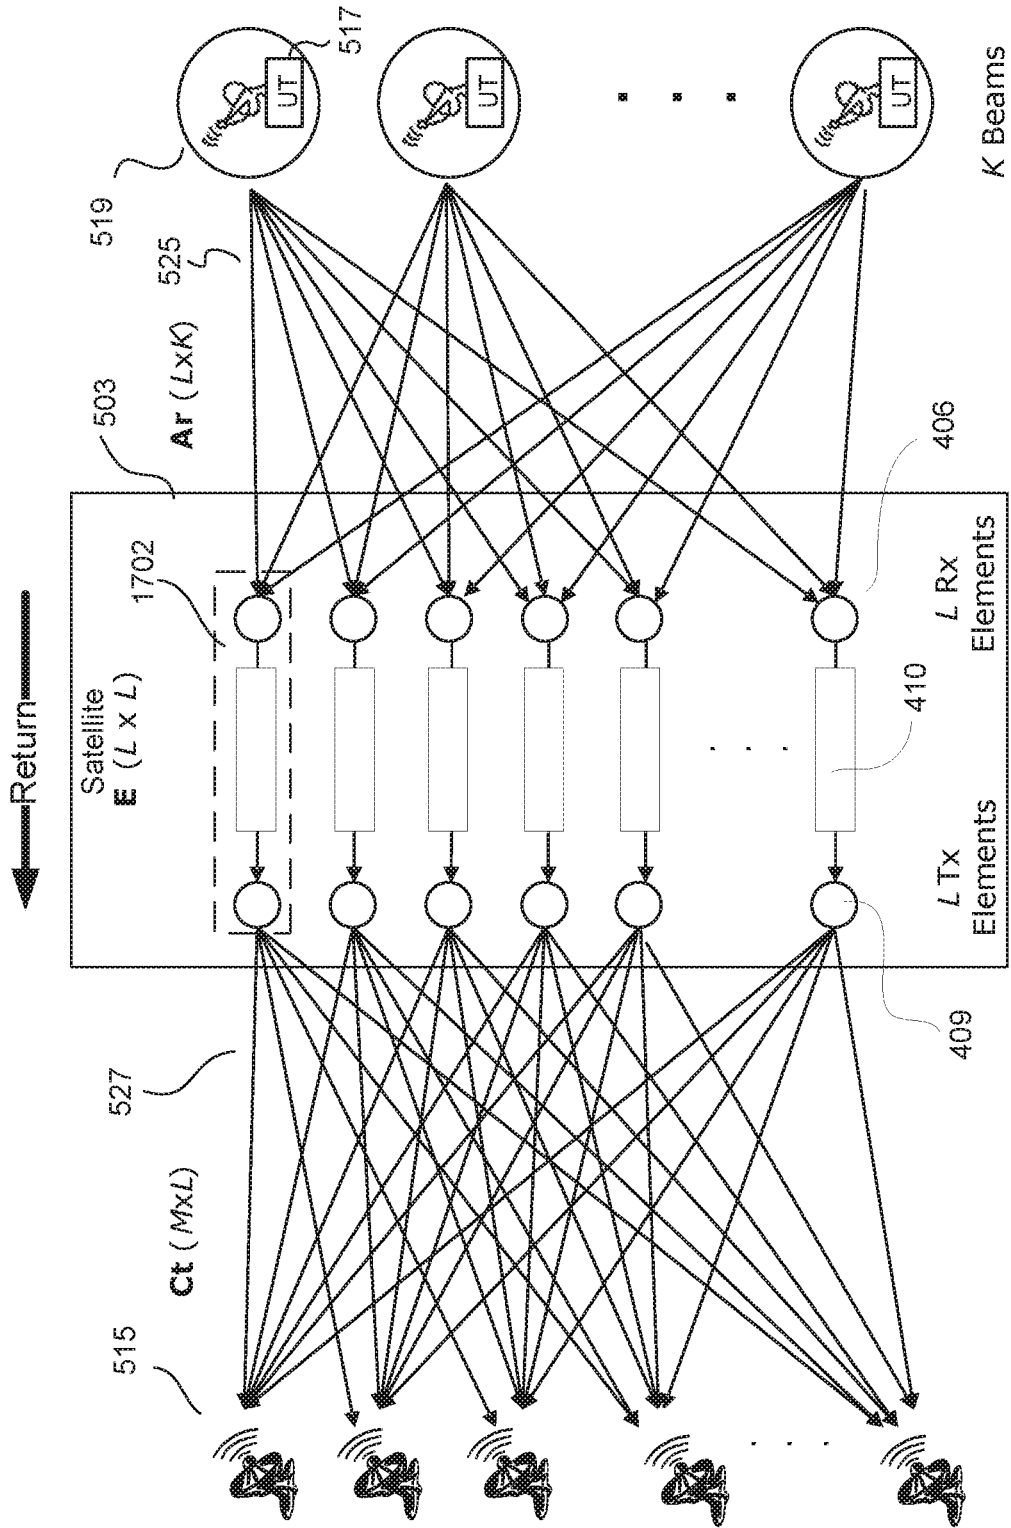 Return
Satellite
E (L x L)
503
1702
Ar (LxK)
525
519
517
UT
UT
UT
K Beams
406
L Rx
Elements
410
L Tx
Elements
409
527
Ct (MxL)
515